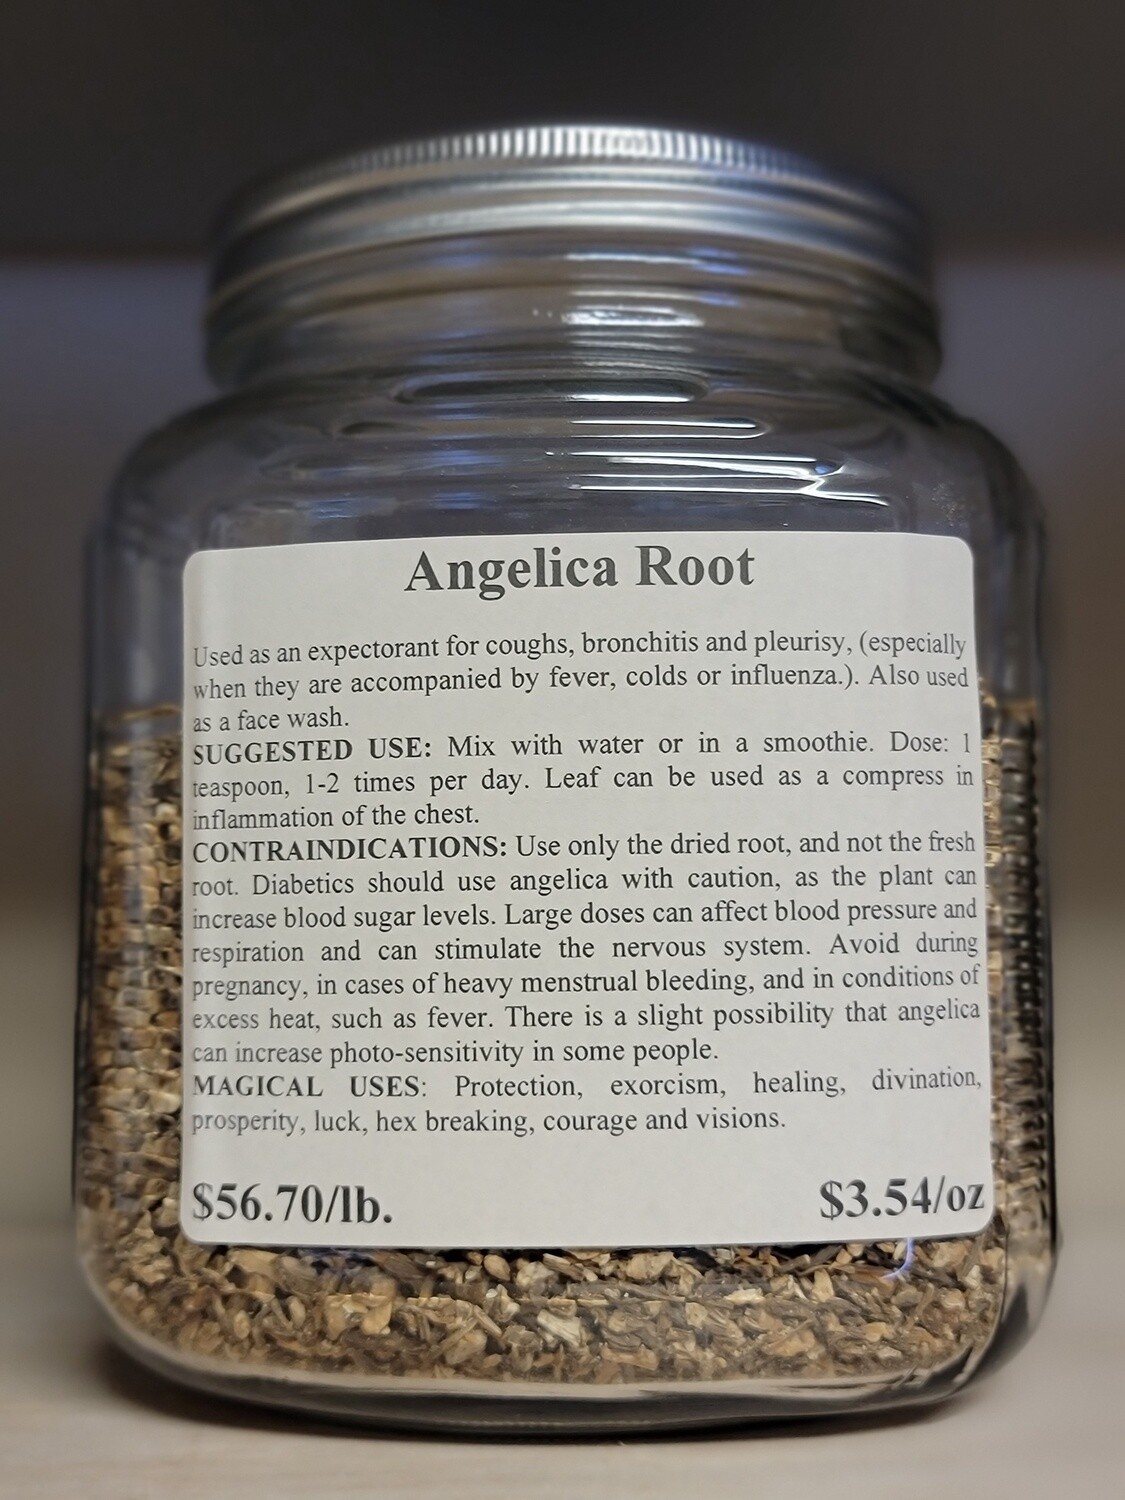 Angelica Root
Used as an expectorant for coughs, bronchitis and pleurisy, (especially
when they are accompanied by fever, colds or influenza.). Also used
as a face wash.
SUGGESTED USE: Mix with water or in a smoothie. Dose: 1
teaspoon, 1-2 times per day. Leaf can be used as a compress in
inflammation of the chest.
CONTRAINDICATIONS: Use only the dried root, and not the fresh
root. Diabetics should use angelica with caution, as the plant can
increase blood sugar levels. Large doses can affect blood pressure and
respiration and can stimulate the nervous system. Avoid during
pregnancy, in cases of heavy menstrual bleeding, and in conditions of
excess heat, such as fever. There is a slight possibility that angelica
can increase photo-sensitivity in some people.
MAGICAL USES: Protection, exorcism, healing, divination,
prosperity, luck, hex breaking, courage and visions.
$56.70/lb. $3.54/oz